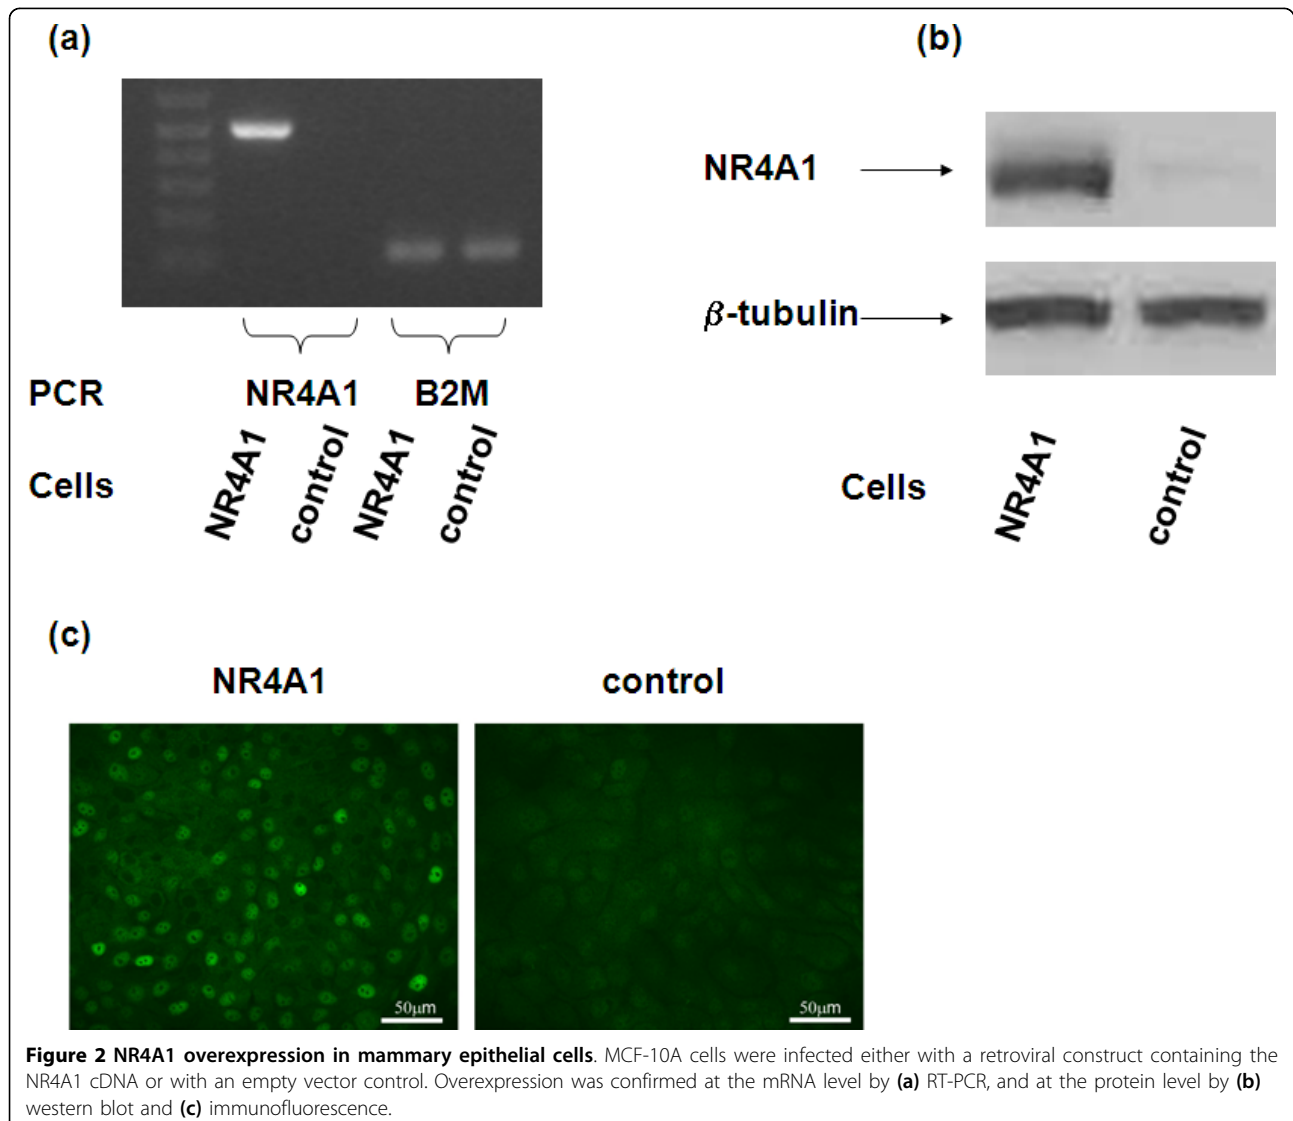 (a)
(b)
NR4A1
β-tubulin
PCR NR4A1 B2M
Cells NR4A1 control NR4A1 control
Cells NR4A1 control
(c)
NR4A1 control
50μm 50μm
Figure 2 NR4A1 overexpression in mammary epithelial cells. MCF-10A cells were infected either with a retroviral construct containing the
NR4A1 cDNA or with an empty vector control. Overexpression was confirmed at the mRNA level by (a) RT-PCR, and at the protein level by (b)
western blot and (c) immunofluorescence.